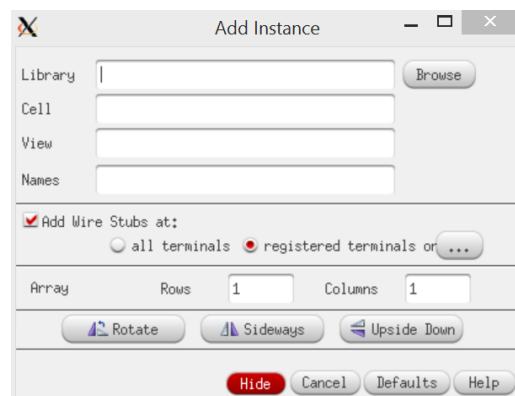 Add Instance
Library Browse
Cell
View
Names
Add Wire Stubs at:
all terminals registered terminals or ...
Array Rows 1 Columns 1
Rotate Sideways Upside Down
Hide Cancel Defaults Help